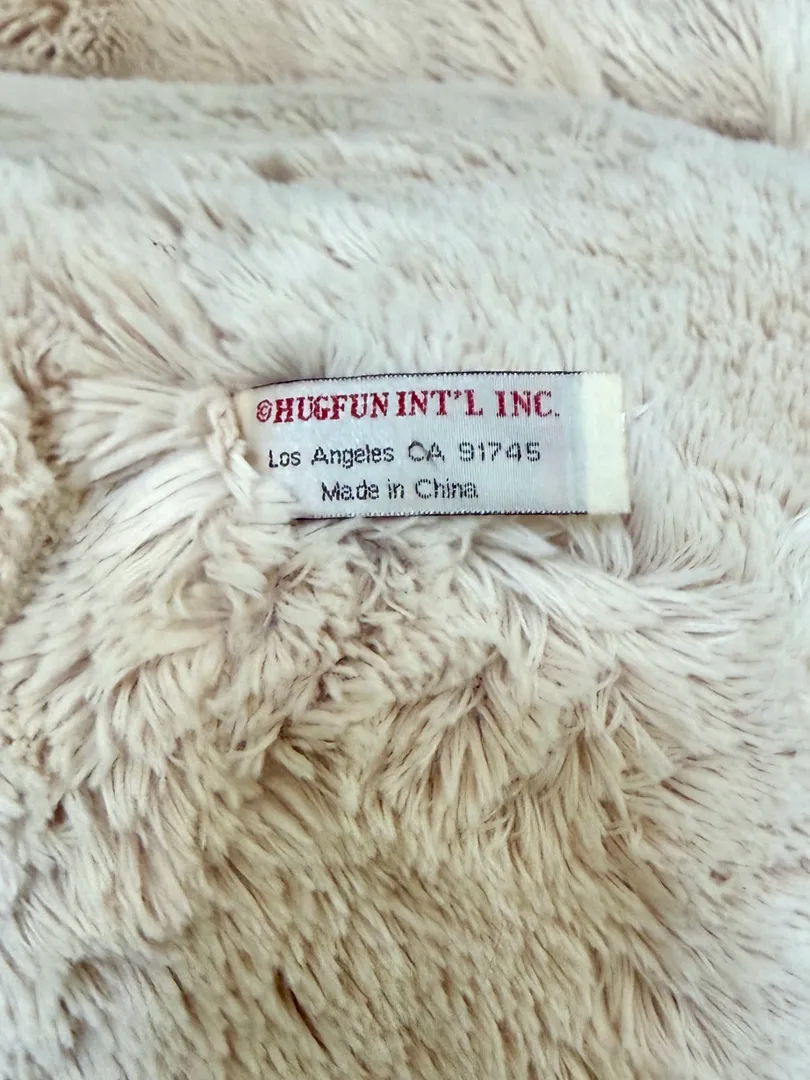 ©HUGFUN INT'L INC.
Los Angeles CA 91745
Made in China